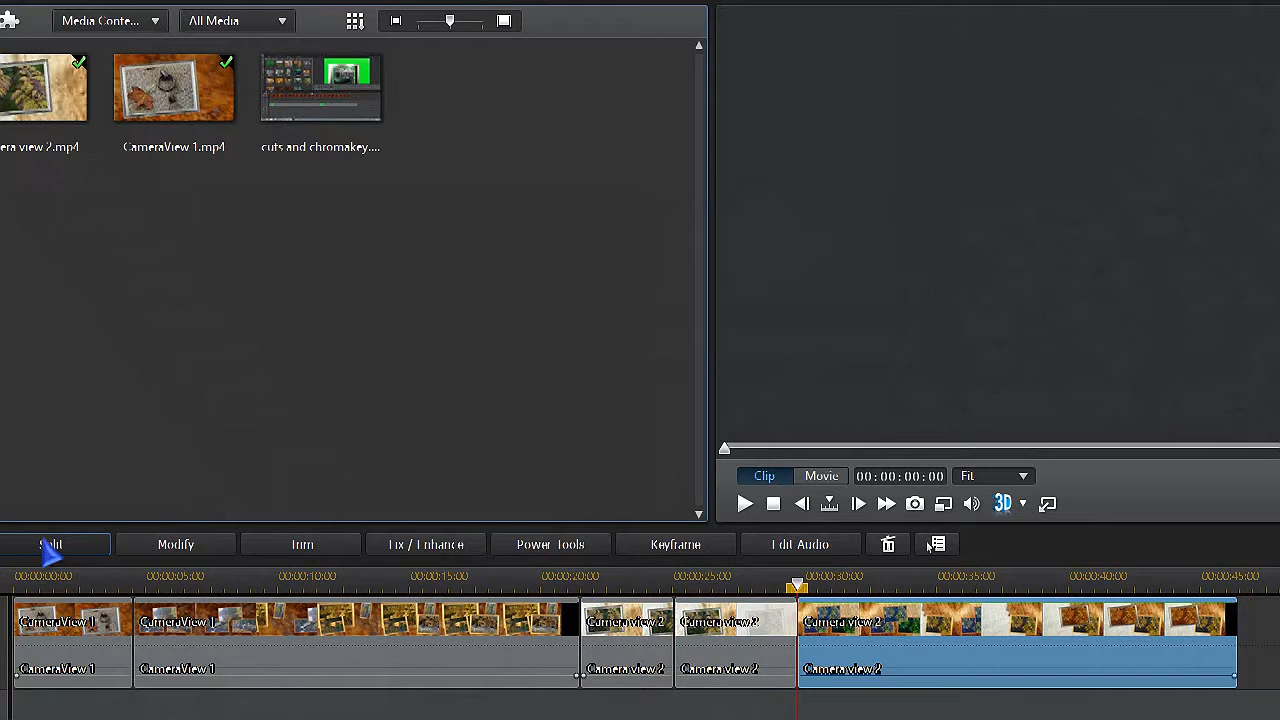 Media Conte... All Media
era view 2.mp4 CameraView 1.mp4 cuts and chromakey....
Clip Movie 00:00:00:00 Fit
3D
Split Modify Trim Fix / Enhance Power Tools Keyframe Edit Audio
00:00:00:00 00:00:05:00 00:00:10:00 00:00:15:00 00:00:20:00 00:00:25:00 00:00:30:00 00:00:35:00 00:00:40:00 00:00:45:00
CameraView 1 CameraView 1 Camera view 2 Camera view 2 Camera view 2
CameraView 1 CameraView 1 Camera view 2 Camera view 2 Camera view 2